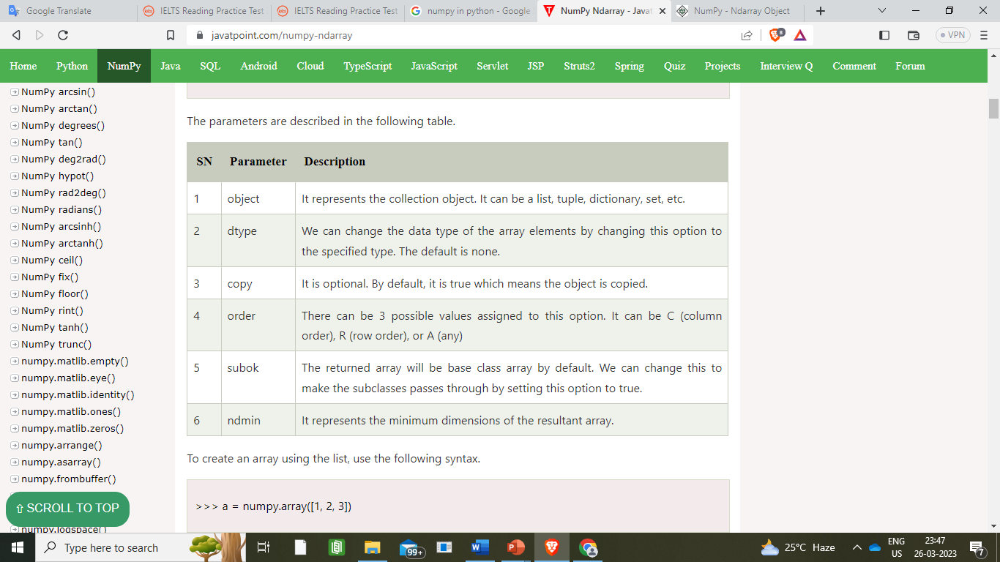 Google Translate
IELTS Reading Practice Test
IELTS Reading Practice Test
numpy in python - Google
NumPy Ndarray - Javat
NumPy - Ndarray Object
javatpoint.com/numpy-ndarray
8
VPN
Home Python NumPy Java SQL Android Cloud TypeScript JavaScript Servlet JSP Struts2 Spring Quiz Projects Interview Q Comment Forum
NumPy arcsin()
NumPy arctan()
NumPy degrees()
NumPy tan()
NumPy deg2rad()
NumPy hypot()
NumPy rad2deg()
NumPy radians()
NumPy arcsinh()
NumPy arctanh()
NumPy ceil()
NumPy fix()
NumPy floor()
NumPy rint()
NumPy tanh()
NumPy trunc()
numpy.matlib.empty()
numpy.matlib.eye()
numpy.matlib.identity()
numpy.matlib.ones()
numpy.matlib.zeros()
numpy.arrange()
numpy.asarray()
numpy.frombuffer()
SCROLL TO TOP
numpy.logspace()
The parameters are described in the following table.
SN Parameter Description
1 object It represents the collection object. It can be a list, tuple, dictionary, set, etc.
2 dtype We can change the data type of the array elements by changing this option to
the specified type. The default is none.
3 copy It is optional. By default, it is true which means the object is copied.
4 order There can be 3 possible values assigned to this option. It can be C (column
order), R (row order), or A (any)
5 subok The returned array will be base class array by default. We can change this to
make the subclasses passes through by setting this option to true.
6 ndmin It represents the minimum dimensions of the resultant array.
To create an array using the list, use the following syntax.
>>> a = numpy.array([1, 2, 3])
Type here to search
99+
25°C Haze
ENG
US
23:47
26-03-2023
7